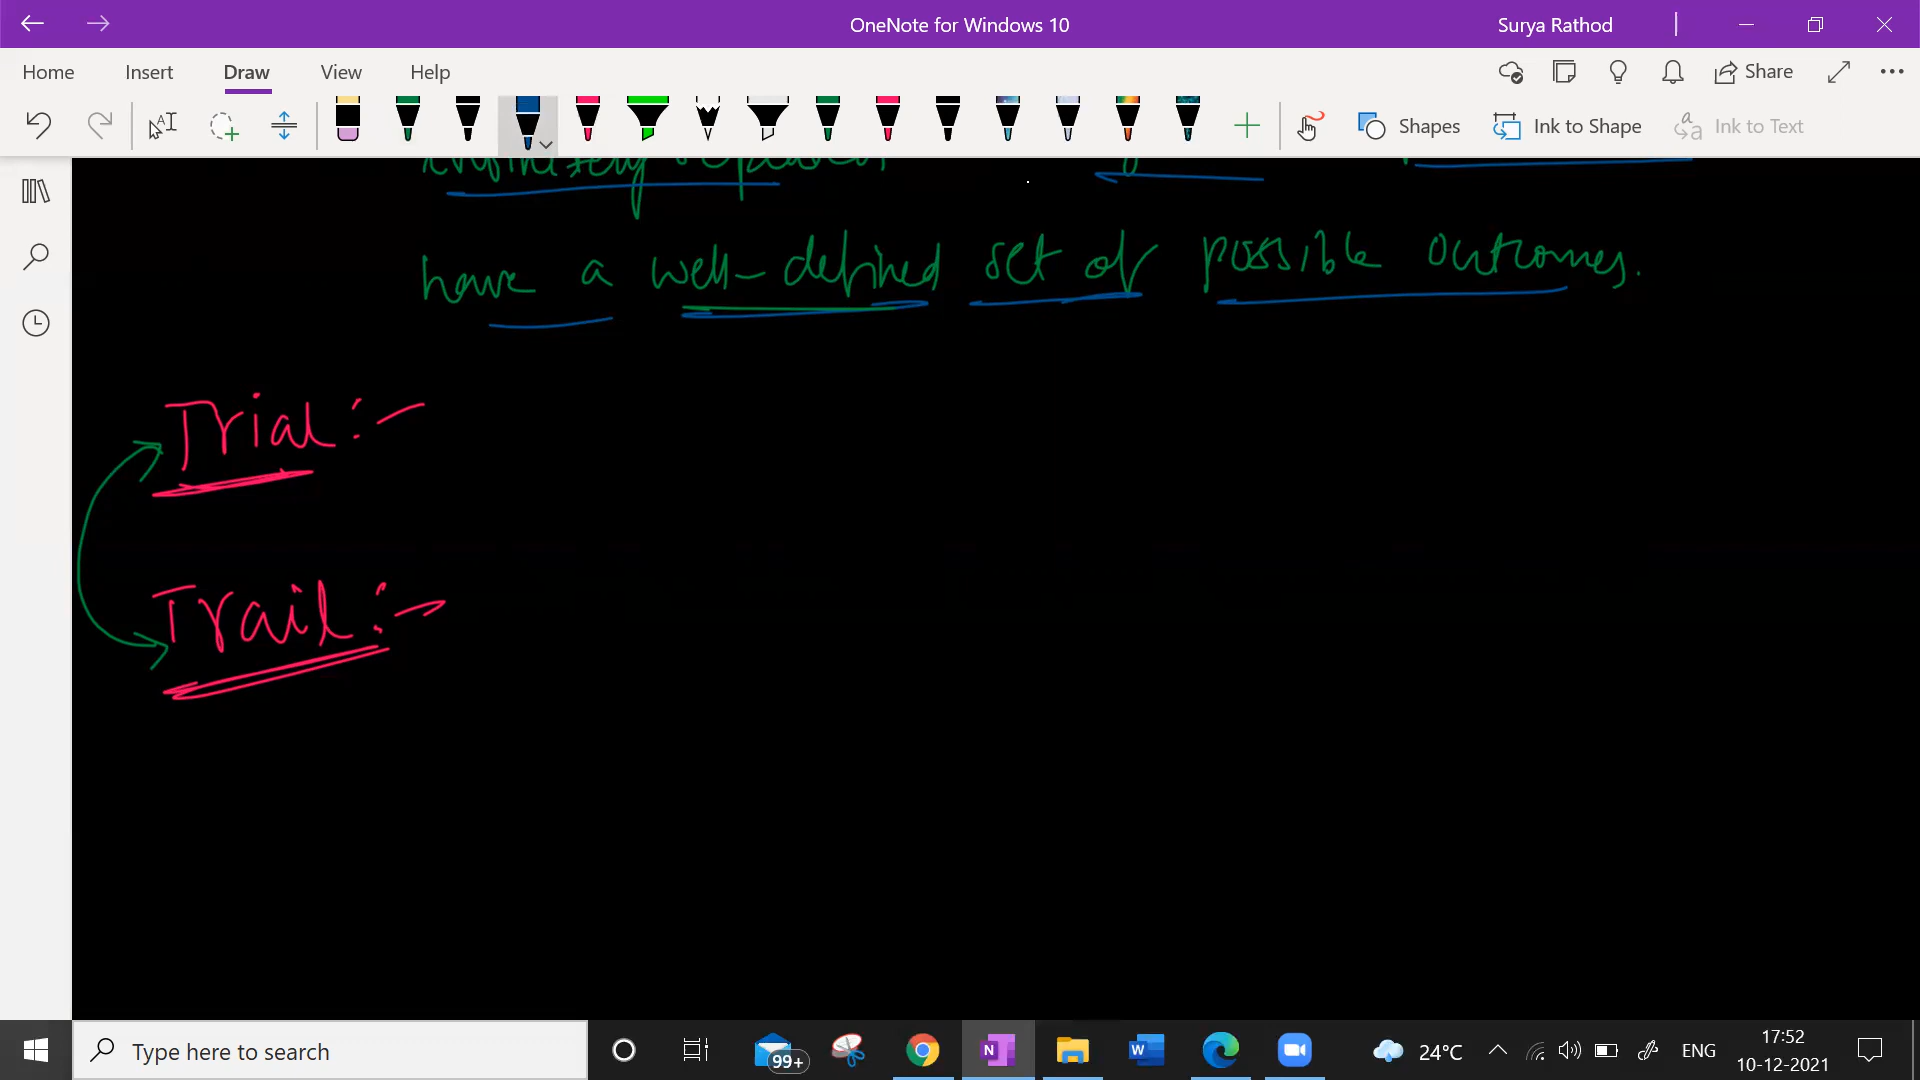 OneNote for Windows 10
Surya Rathod
Home Insert Draw View Help
Share
Shapes
Ink to Shape
Ink to Text
have a well-defined set of possible outcomes.
Trial :-
Trail :-
Type here to search
99+
24°C
ENG
17:52
10-12-2021